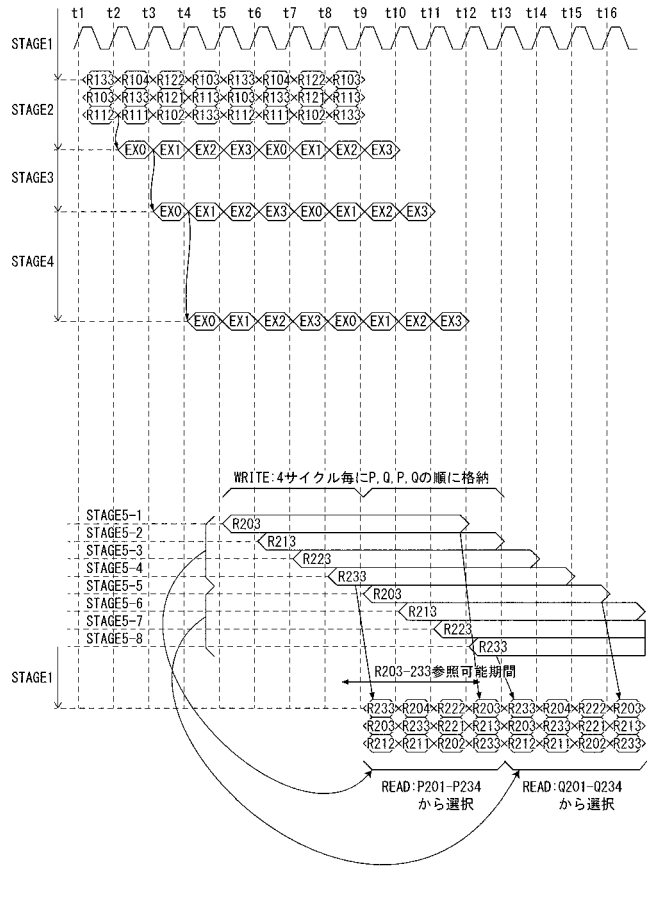 t1 t2 t3 t4 t5 t6 t7 t8 t9 t10 t11 t12 t13 t14 t15 t16
STAGE1
R133 R104 R122 R103 R133 R104 R122 R103
R103 R133 R121 R113 R103 R133 R121 R113
STAGE2
R112 R111 R102 R133 R112 R111 R102 R133
EX0 EX1 EX2 EX3 EX0 EX1 EX2 EX3
STAGE3
EX0 EX1 EX2 EX3 EX0 EX1 EX2 EX3
STAGE4
EX0 EX1 EX2 EX3 EX0 EX1 EX2 EX3
WRITE:4サイクル毎にP,Q,P,Qの順に格納
STAGE5-1
R203
STAGE5-2
R213
STAGE5-3
R223
STAGE5-4
R233
STAGE5-5
R203
STAGE5-6
R213
STAGE5-7
R223
STAGE5-8
R233
R203-233参照可能期間
STAGE1
R233 R204 R222 R203 R233 R204 R222 R203
R203 R233 R221 R213 R203 R233 R221 R213
R212 R211 R202 R233 R212 R211 R202 R233
READ:P201-P234 READ:Q201-Q234
から選択 から選択